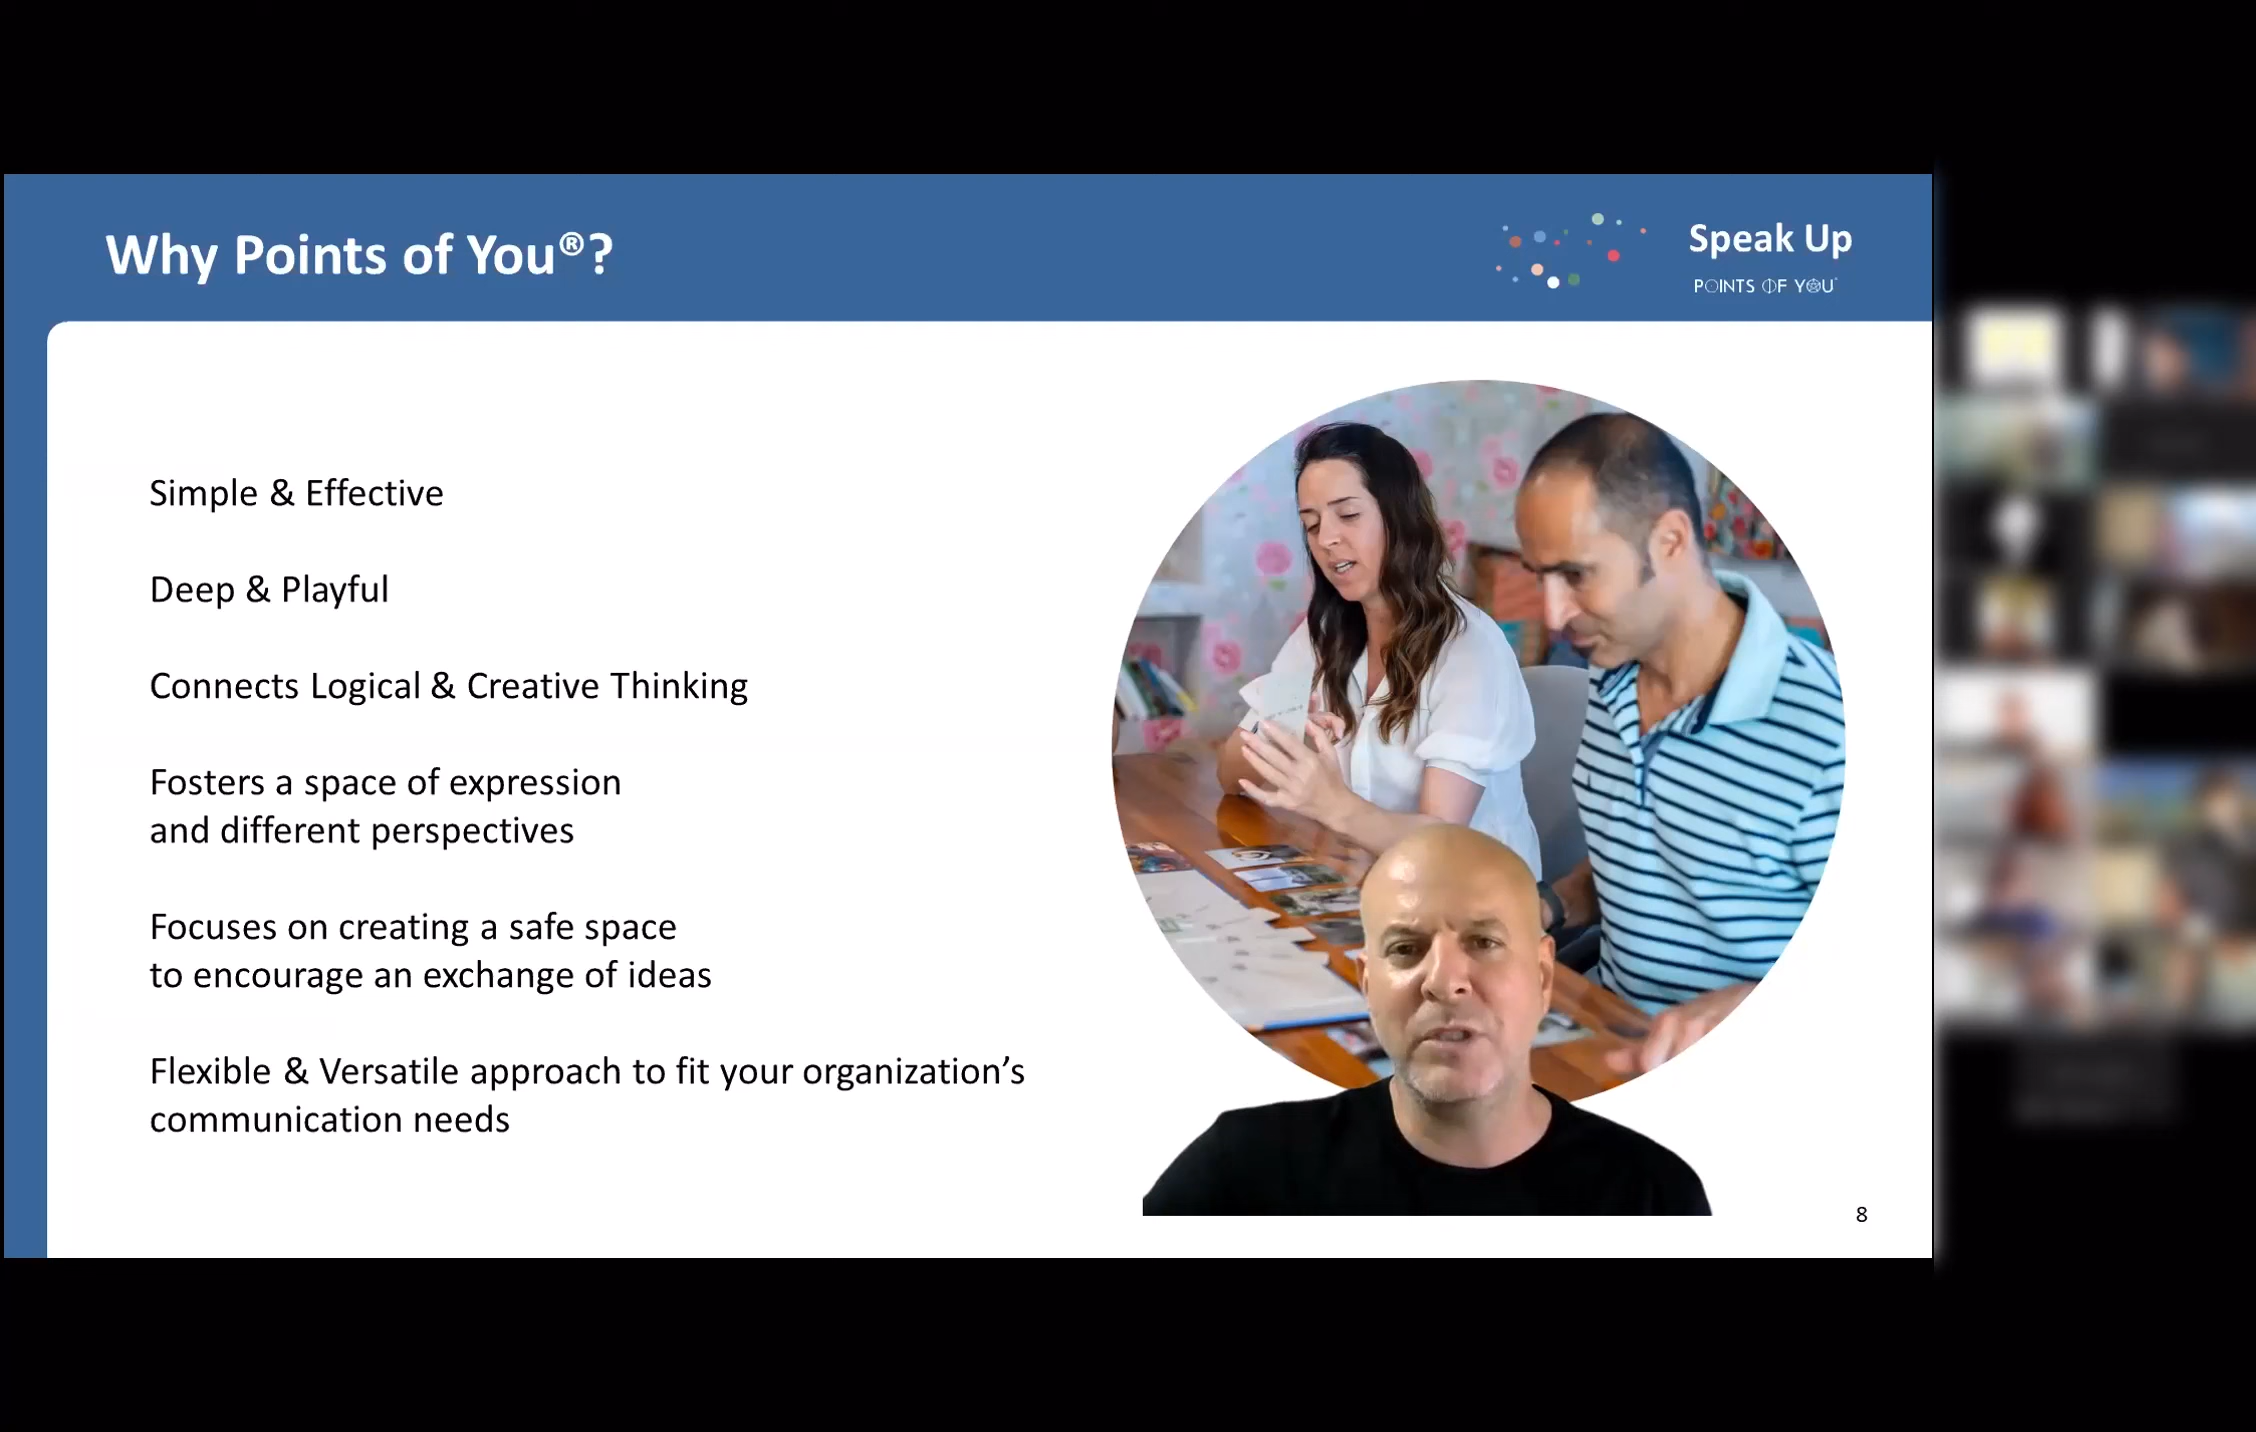 Why Points of You®?
Speak Up
POINTS OF YOU
Simple & Effective
Deep & Playful
Connects Logical & Creative Thinking
Fosters a space of expression
and different perspectives
Focuses on creating a safe space
to encourage an exchange of ideas
Flexible & Versatile approach to fit your organization’s
communication needs
8